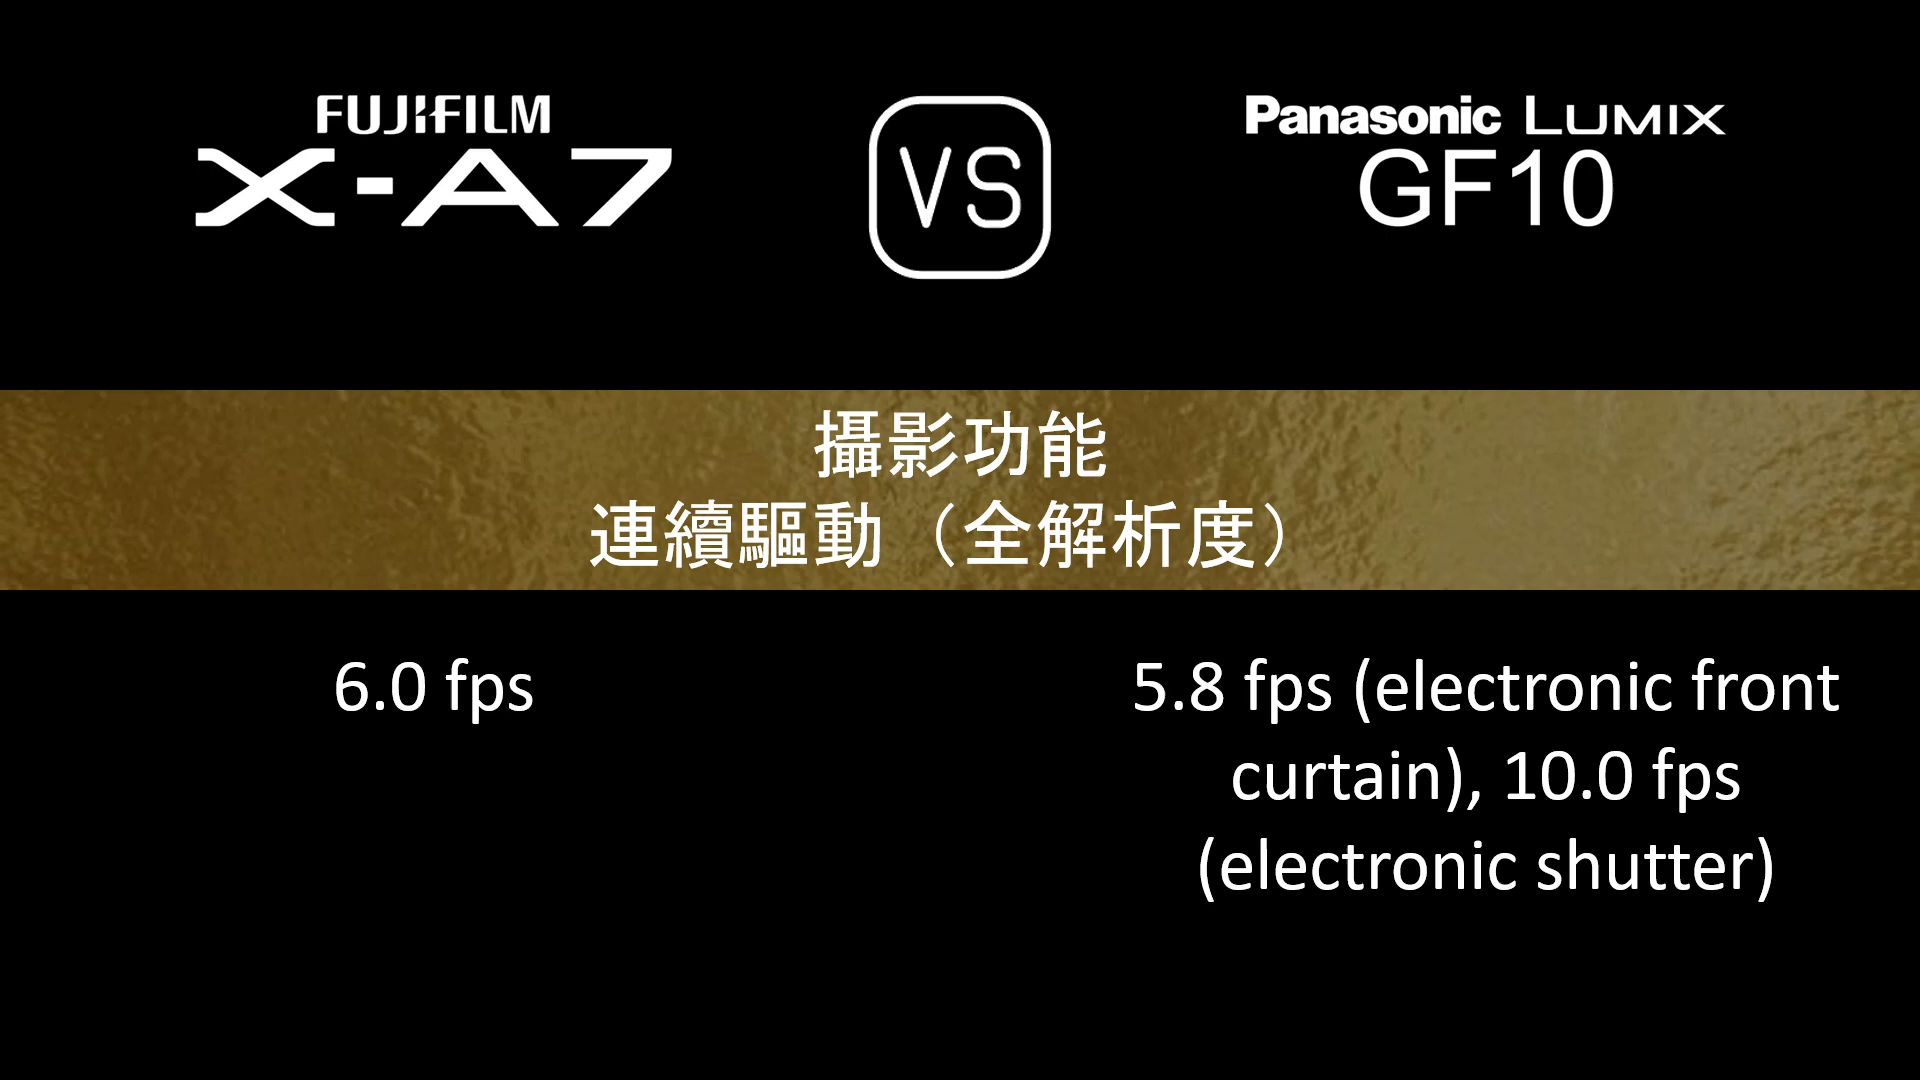 FUJIFILM
X-A7
VS
Panasonic LUMIX
GF10
攝影功能
連續驅動（全解析度）
6.0 fps
5.8 fps (electronic front
curtain), 10.0 fps
(electronic shutter)